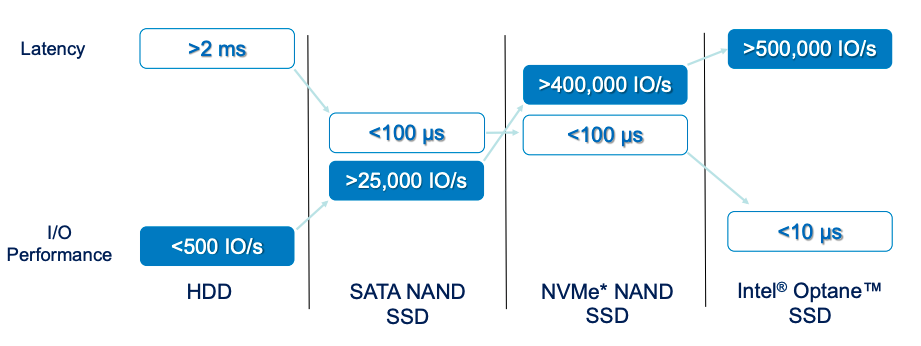 Latency
>2 ms
>500,000 IO/s
>400,000 IO/s
<100 µs
<100 µs
>25,000 IO/s
I/O
Performance
<500 IO/s
<10 µs
HDD
SATA NAND
SSD
NVMe* NAND
SSD
Intel® Optane™
SSD